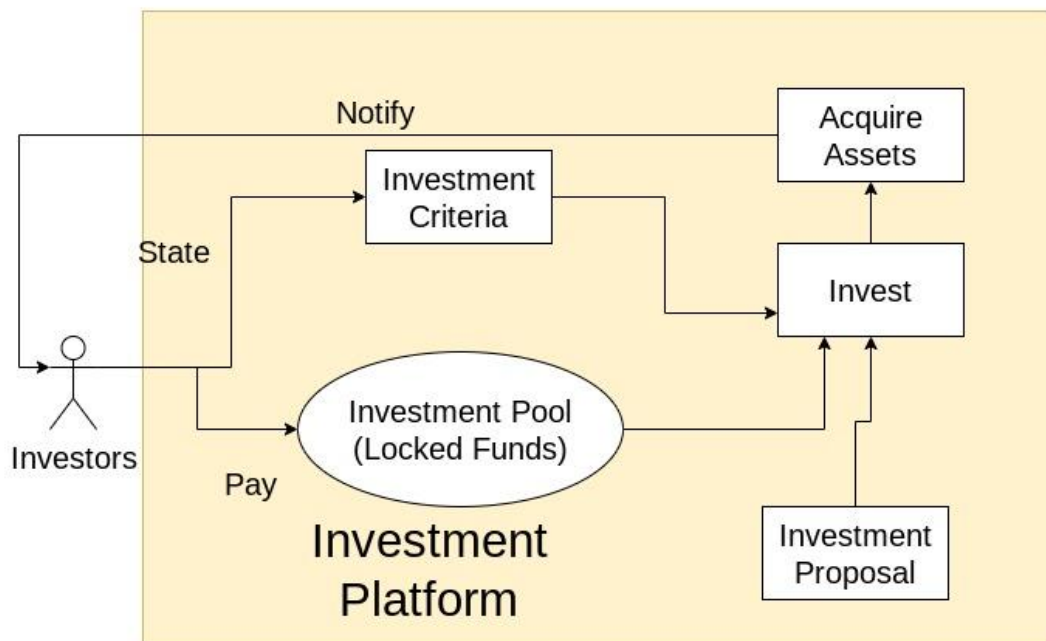 Notify
Acquire
Assets
Investment
Criteria
State
Invest
Investment Pool
(Locked Funds)
Investors
Pay
Investment
Platform
Investment
Proposal